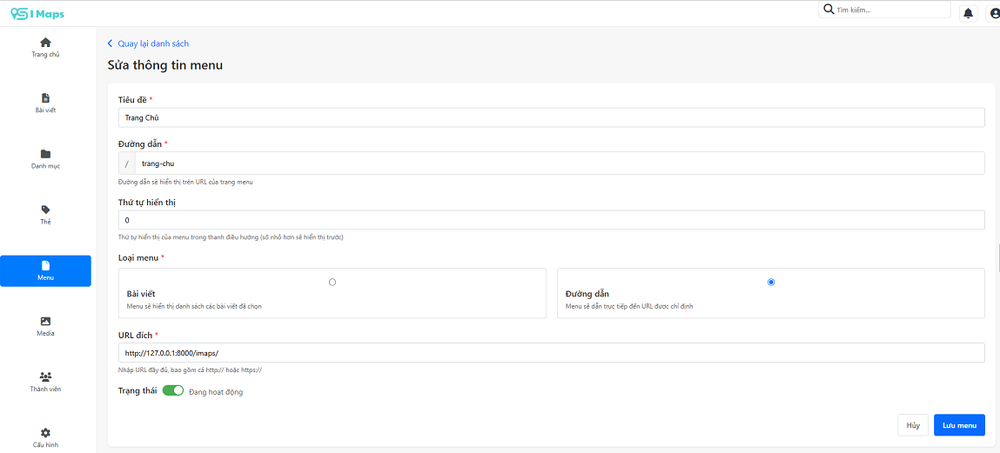 I Maps
Tìm kiếm...
Trang chủ
Bài viết
Danh mục
Thẻ
Menu
Media
Thành viên
Cấu hình
Quay lại danh sách
Sửa thông tin menu
Tiêu đề *
Trang Chủ
Đường dẫn *
/ trang-chu
Đường dẫn sẽ hiển thị trên URL của trang menu
Thứ tự hiển thị
0
Thứ tự hiển thị của menu trong thanh điều hướng (số nhỏ hơn sẽ hiển thị trước)
Loại menu *
Bài viết
Menu sẽ hiển thị danh sách các bài viết đã chọn
Đường dẫn
Menu sẽ dẫn trực tiếp đến URL được chỉ định
URL đích *
http://127.0.0.1:8000/imaps/
Nhập URL đầy đủ, bao gồm cả http:// hoặc https://
Trạng thái Đang hoạt động
Hủy Lưu menu